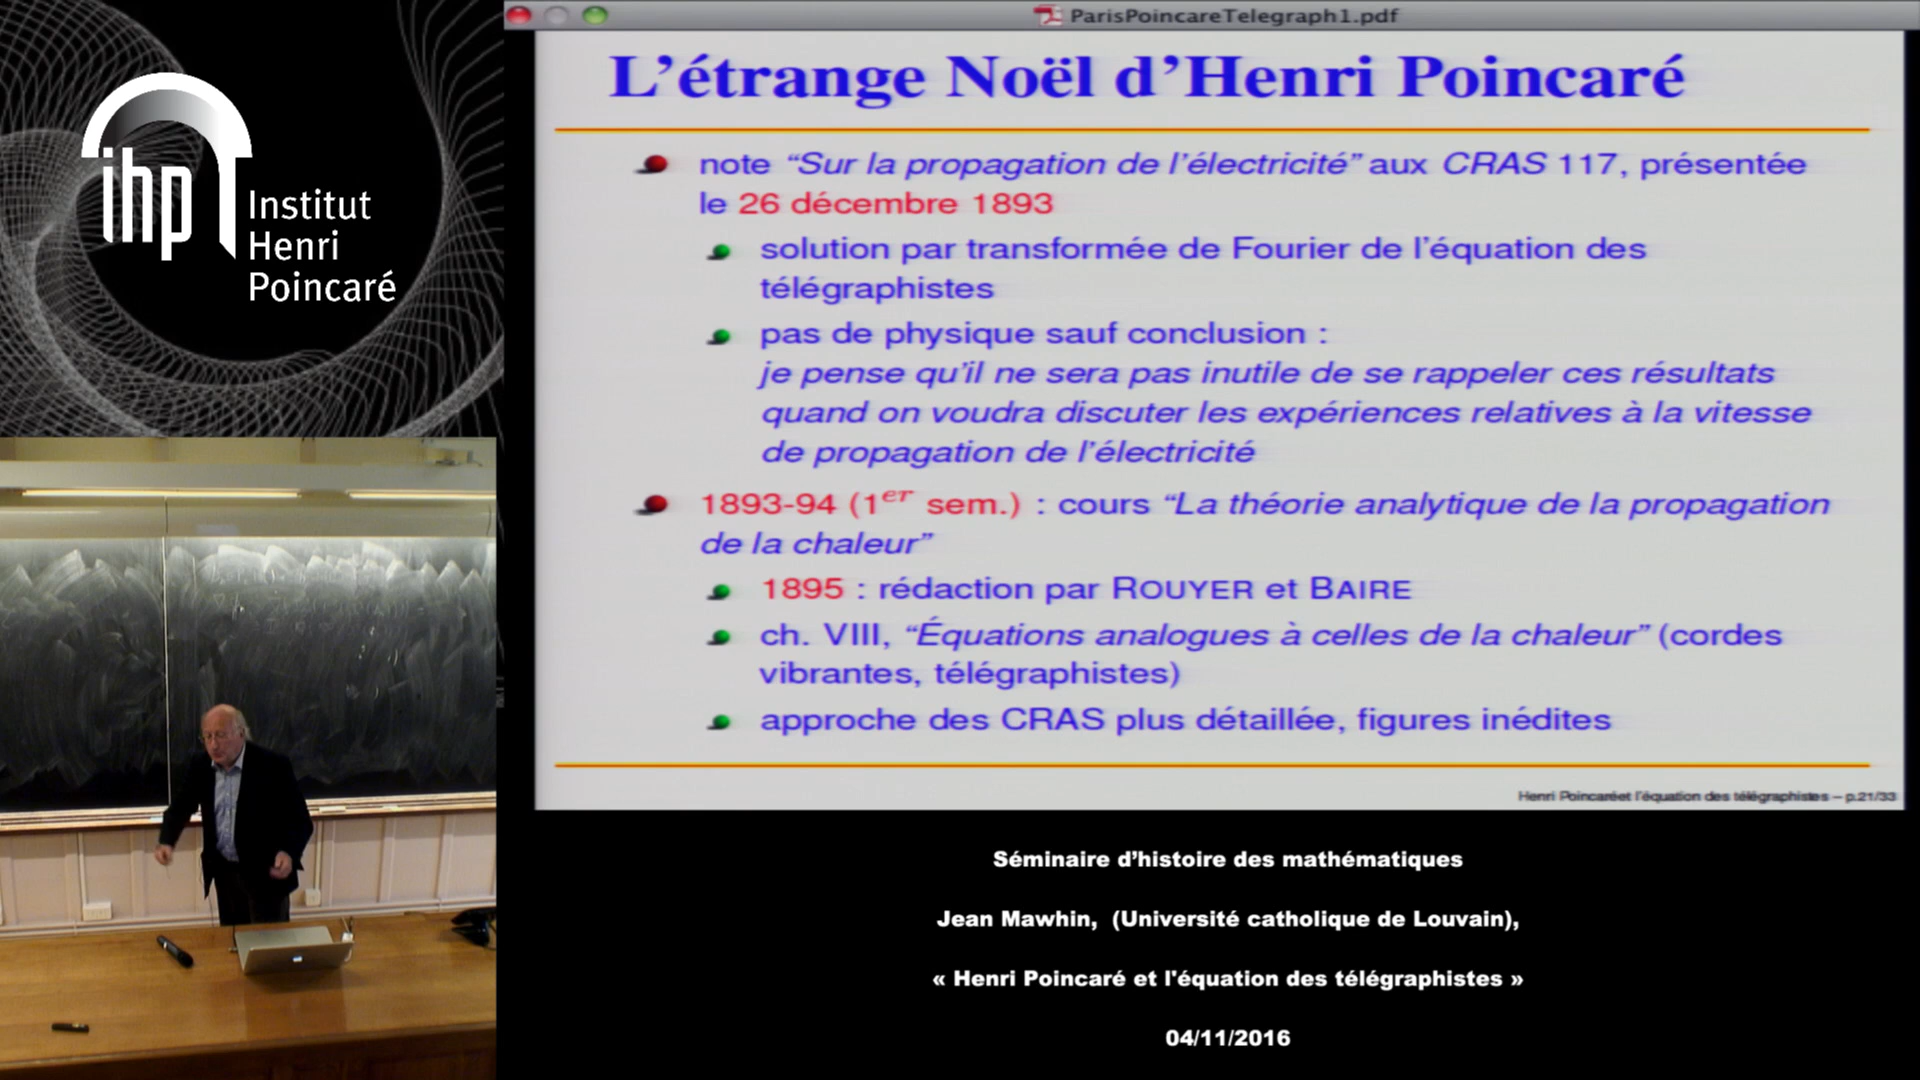 ihp
Institut
Henri
Poincaré
ParisPoincareTelegraph1.pdf
L'étrange Noël d'Henri Poincaré
note “Sur la propagation de l'électricité” aux CRAS 117, présentée
le 26 décembre 1893
solution par transformée de Fourier de l'équation des
télégraphistes
pas de physique sauf conclusion :
je pense qu'il ne sera pas inutile de se rappeler ces résultats
quand on voudra discuter les expériences relatives à la vitesse
de propagation de l'électricité
1893-94 (1er sem.) : cours “La théorie analytique de la propagation
de la chaleur”
1895 : rédaction par ROUYER et BAIRE
ch. VIII, “Équations analogues à celles de la chaleur” (cordes
vibrantes, télégraphistes)
approche des CRAS plus détaillée, figures inédites
Henri Poincaréet l'équation des télégraphistes – p.21/33
Séminaire d'histoire des mathématiques
Jean Mawhin, (Université catholique de Louvain),
« Henri Poincaré et l'équation des télégraphistes »
04/11/2016